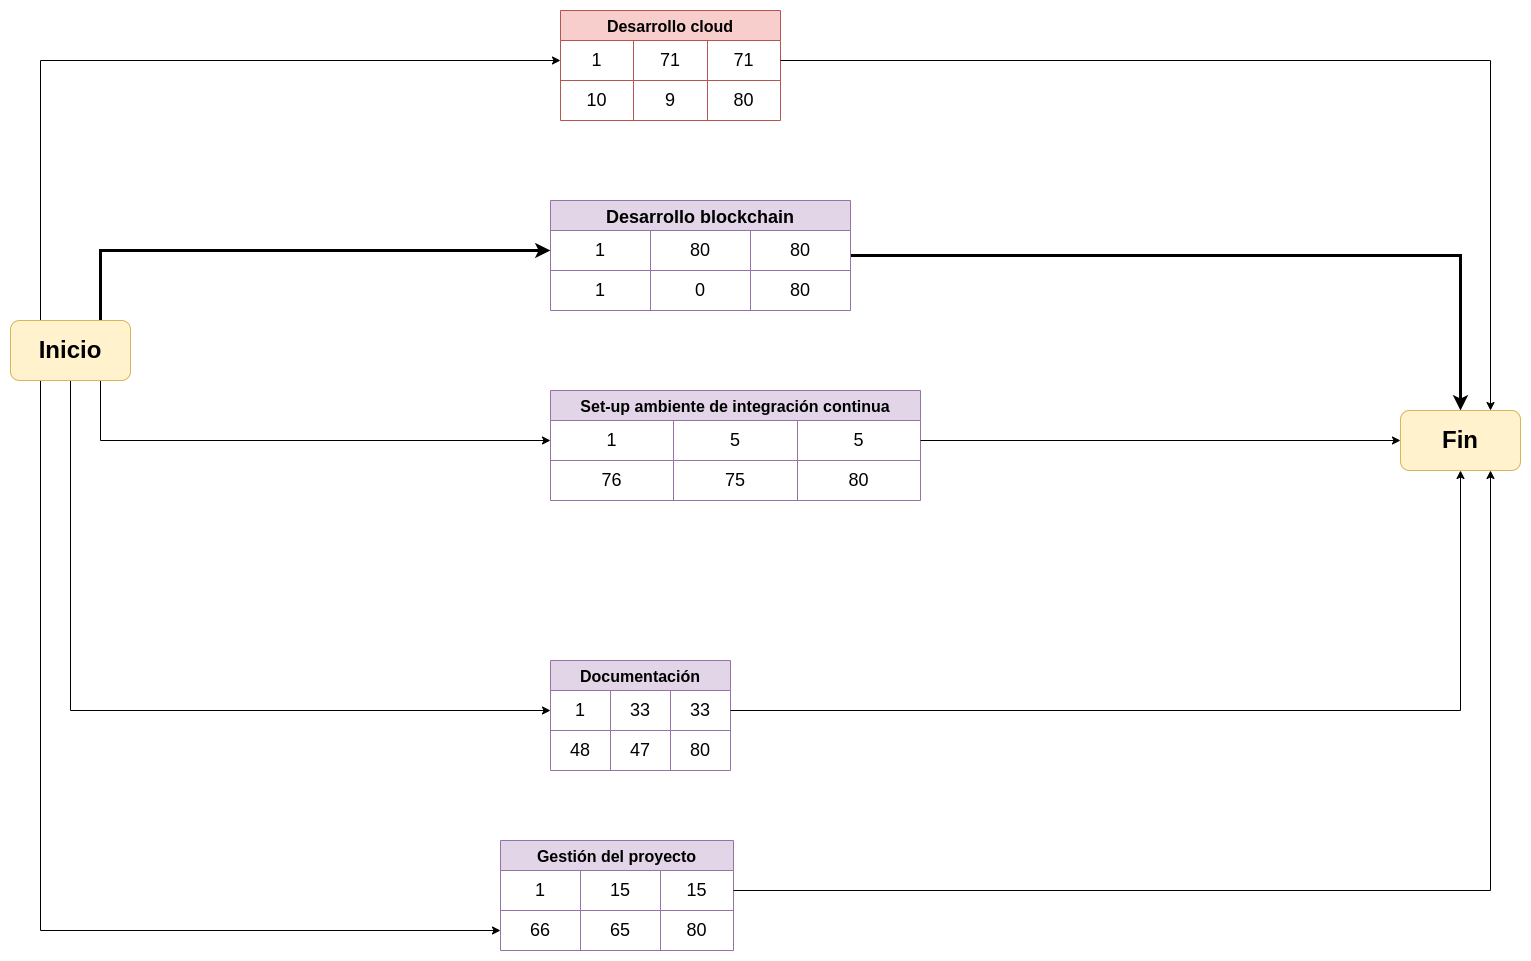 Desarrollo cloud
1 71 71
10 9 80
Desarrollo blockchain
1 80 80
1 0 80
Inicio
Set-up ambiente de integración continua
1 5 5
76 75 80
Fin
Documentación
1 33 33
48 47 80
Gestión del proyecto
1 15 15
66 65 80